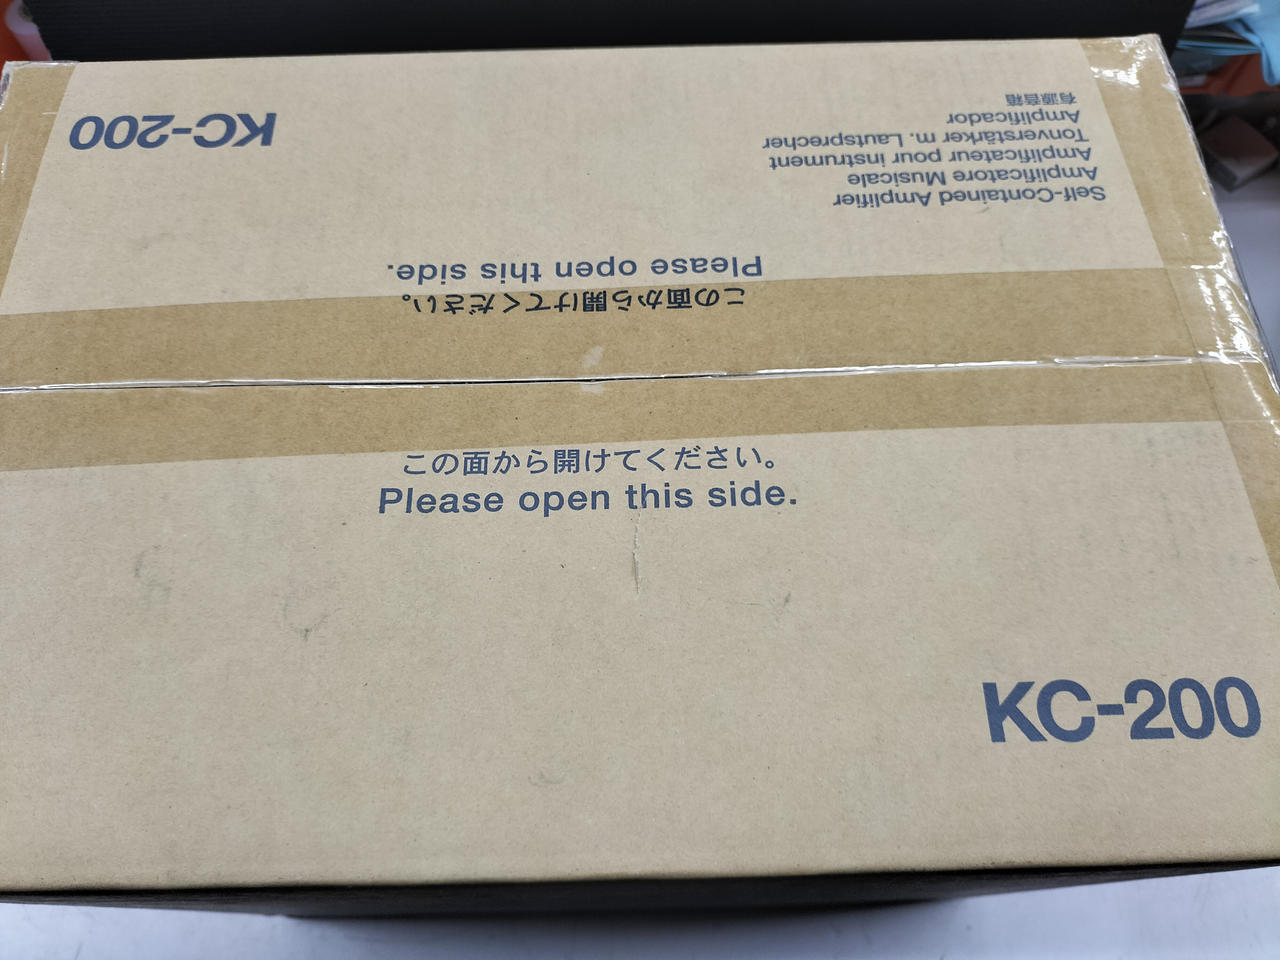 KC-200
Self-Contained Amplifier
Amplificatore Musicale
Amplificateur pour instrument
Tonverstärker m. Lautsprecher
Amplificador
有源音箱
Please open this side.
この面から開けてください。
この面から開けてください。
Please open this side.
KC-200